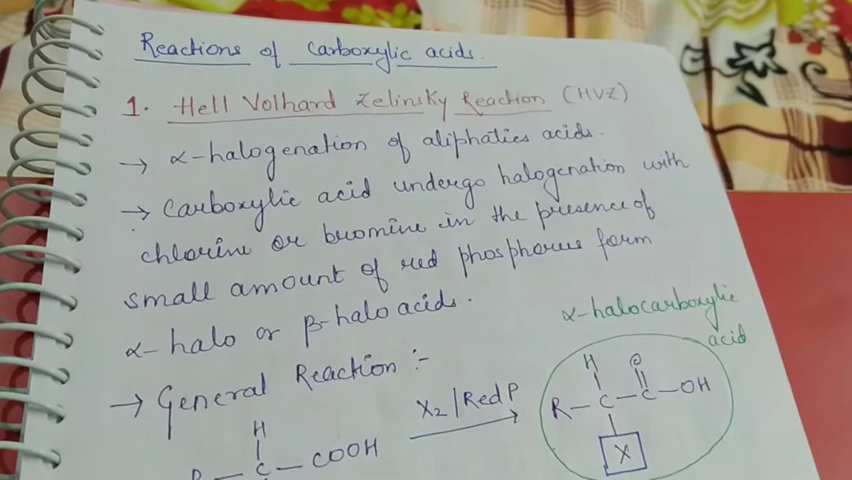 Reactions of carboxylic acids.
1. Hell Volhard Zelinsky Reaction (HVZ)
→ α-halogenation of aliphatics acids.
→ Carboxylic acid undergo halogenation with
chlorine or bromine in the presence of
small amount of red phosphorus form
α- halo or β-halo acids.
→ General Reaction :-
α-halocarboxylic
acid
H
COOH
C
X2/Red P
H O
R-C-C-OH
X